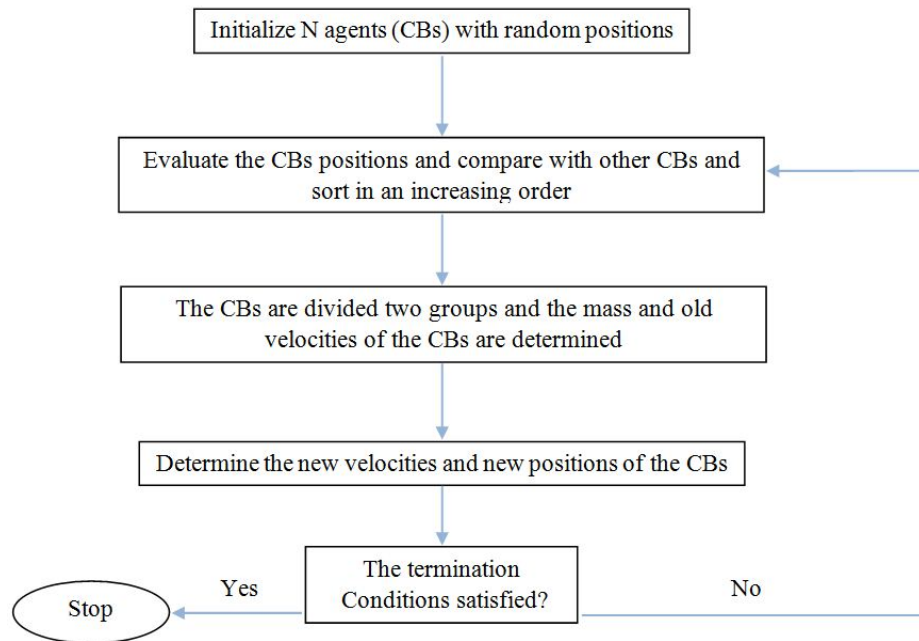 Initialize N agents (CBs) with random positions
Evaluate the CBs positions and compare with other CBs and
sort in an increasing order
The CBs are divided two groups and the mass and old
velocities of the CBs are determined
Determine the new velocities and new positions of the CBs
The termination
Conditions satisfied?
Yes
No
Stop